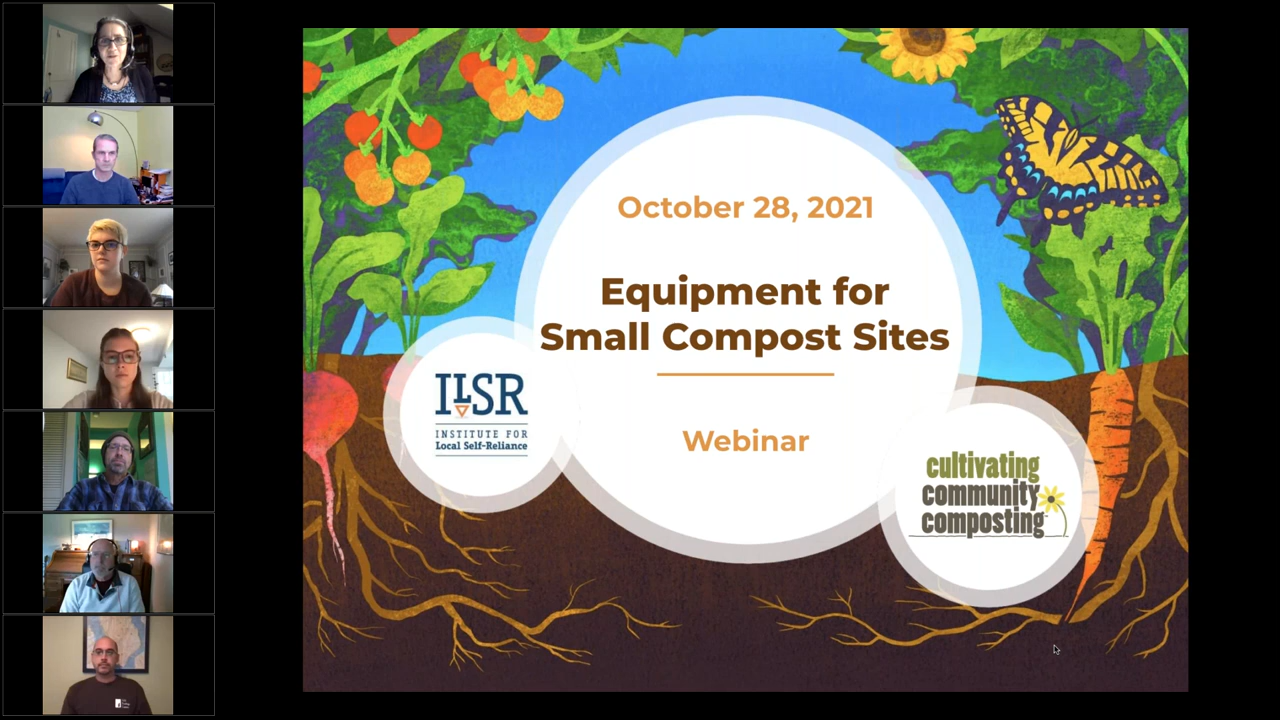 October 28, 2021
Equipment for
Small Compost Sites
Webinar
ILSR
INSTITUTE FOR
Local Self-Reliance
cultivating
community
composting